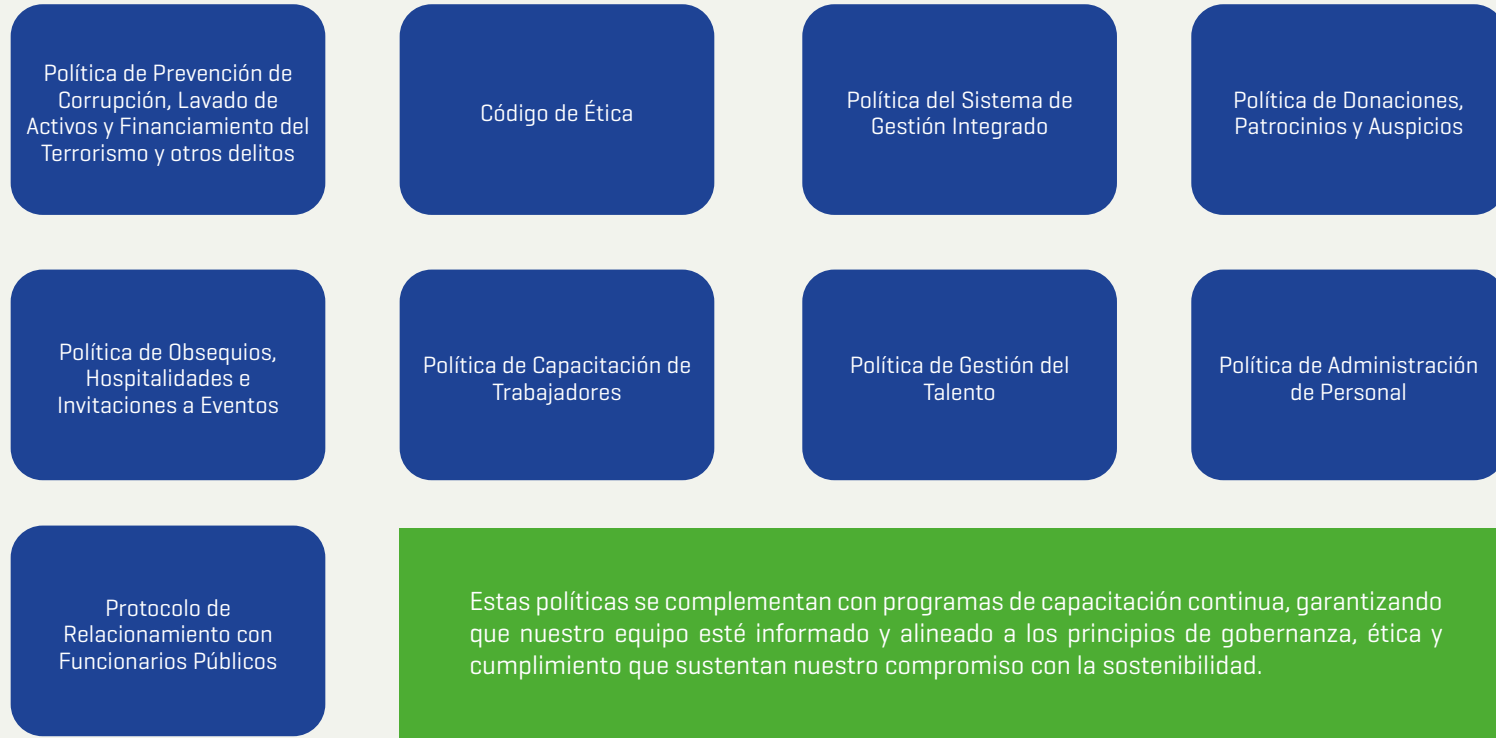 Política de Prevención de
Corrupción, Lavado de
Activos y Financiamiento del
Terrorismo y otros delitos
Código de Ética
Política del Sistema de
Gestión Integrado
Política de Donaciones,
Patrocinios y Auspicios
Política de Obsequios,
Hospitalidades e
Invitaciones a Eventos
Política de Capacitación de
Trabajadores
Política de Gestión del
Talento
Política de Administración
de Personal
Protocolo de
Relacionamiento con
Funcionarios Públicos
Estas políticas se complementan con programas de capacitación continua, garantizando
que nuestro equipo esté informado y alineado a los principios de gobernanza, ética y
cumplimiento que sustentan nuestro compromiso con la sostenibilidad.